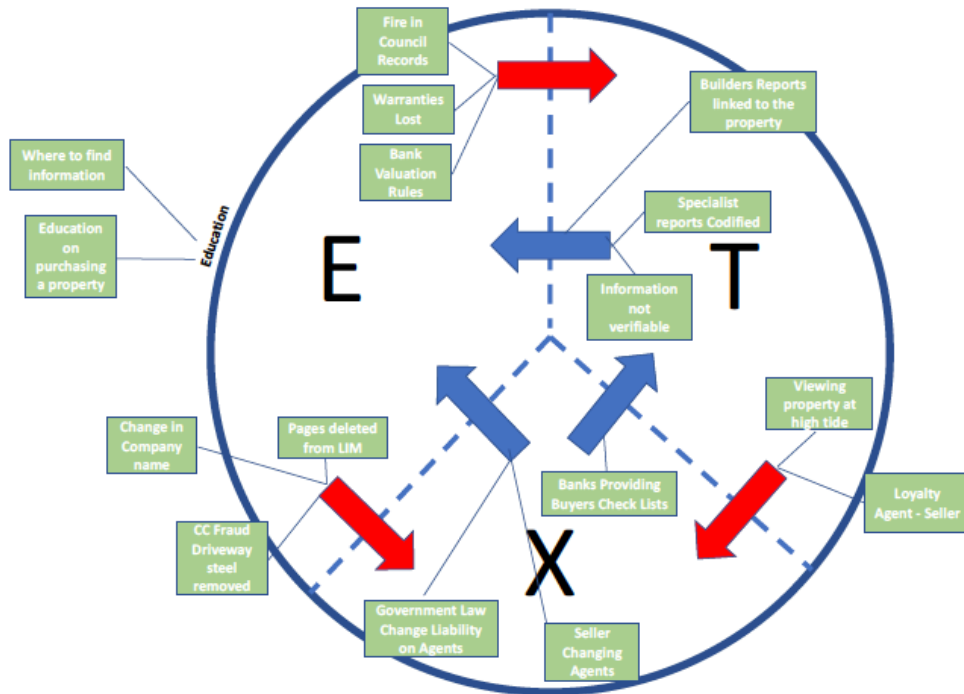 Fire in
Council
Records
Warranties
Lost
Bank
Valuation
Rules
Builders Reports
linked to the
property
Where to find
information
Education
on
purchasing
a property
Education
E
Specialist
reports Codified
T
Information
not
verifiable
Change in
Company
name
Pages deleted
from LIM
Viewing
property at
high tide
Banks Providing
Buyers Check Lists
Loyalty
Agent - Seller
CC Fraud
Driveway
steel
removed
X
Government Law
Change Liability
on Agents
Seller
Changing
Agents